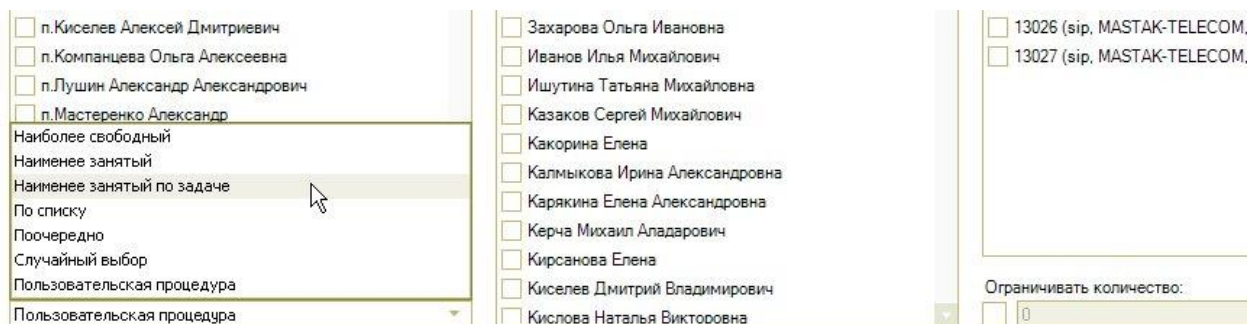 п.Киселев Алексей Дмитриевич
п.Компанцева Ольга Алексеевна
п.Лушин Александр Александрович
п.Мастеренко Александр
Наиболее свободный
Наименее занятый
Наименее занятый по задаче
По списку
Поочередно
Случайный выбор
Пользовательская процедура
Пользовательская процедура
Захарова Ольга Ивановна
Иванов Илья Михайлович
Ишутина Татьяна Михайловна
Казаков Сергей Михайлович
Какорина Елена
Калмыкова Ирина Александровна
Карякина Елена Александровна
Керча Михаил Аладарович
Кирсанова Елена
Киселев Дмитрий Владимирович
Кислова Наталья Викторовна
13026 (sip, MASTAK-TELECOM,
13027 (sip, MASTAK-TELECOM,
Ограничивать количество:
0